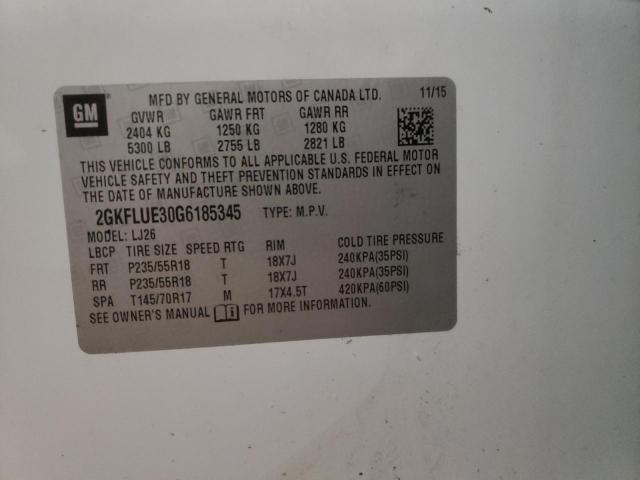 GM
MFD BY GENERAL MOTORS OF CANADA LTD. 11/15
GVWR GAWR FRT GAWR RR
2404 KG 1250 KG 1280 KG
5300 LB 2755 LB 2821 LB
THIS VEHICLE CONFORMS TO ALL APPLICABLE U.S. FEDERAL MOTOR
VEHICLE SAFETY AND THEFT PREVENTION STANDARDS IN EFFECT ON
THE DATE OF MANUFACTURE SHOWN ABOVE.
2GKFLUE30G6185345 TYPE: M.P.V.
MODEL: LJ26
LBCP TIRE SIZE SPEED RTG RIM COLD TIRE PRESSURE
FRT P235/55R18 T 18X7J 240KPA(35PSI)
RR P235/55R18 T 18X7J 240KPA(35PSI)
SPA T145/70R17 M 17X4.5T 420KPA(60PSI)
SEE OWNER'S MANUAL FOR MORE INFORMATION.